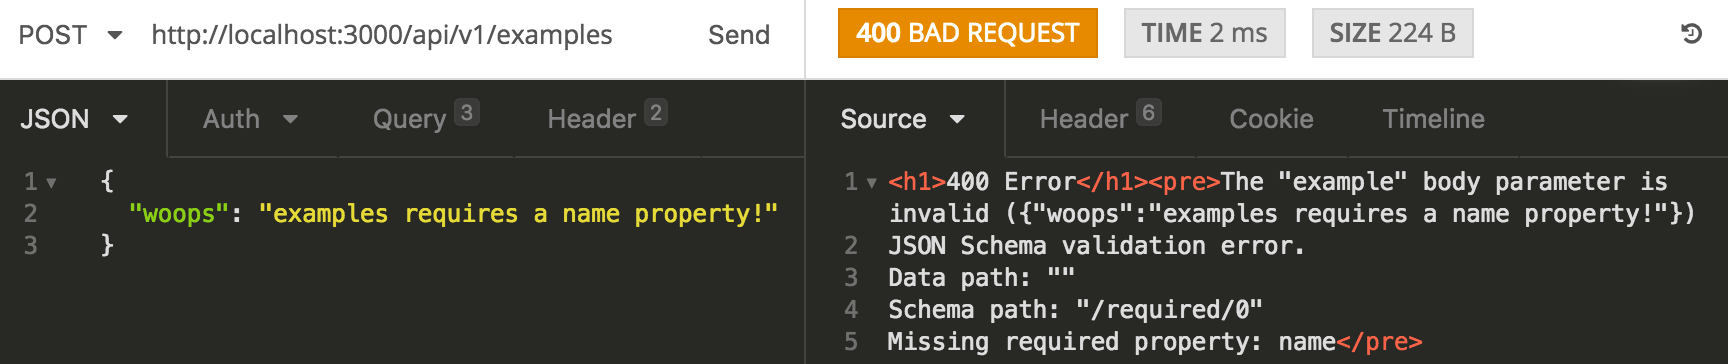 POST http://localhost:3000/api/v1/examples Send 400 BAD REQUEST TIME 2 ms SIZE 224 B
JSON Auth Query 3 Header 2 Source Header 6 Cookie Timeline
1 {
2 "woops": "examples requires a name property!"
3 }
1 <h1>400 Error</h1><pre>The "example" body parameter is
invalid ({"woops":"examples requires a name property!"})
2 JSON Schema validation error.
3 Data path: ""
4 Schema path: "/required/0"
5 Missing required property: name</pre>